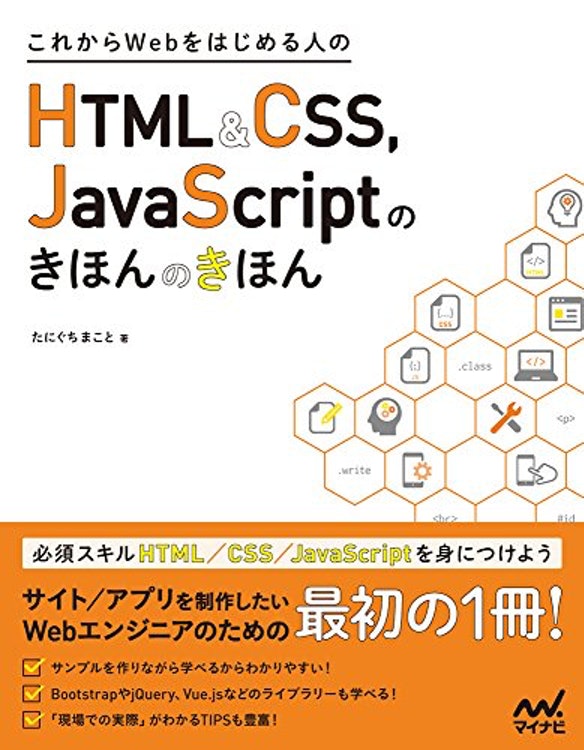 これからWebをはじめる人の
HTML&CSS,
JavaScriptの
きほんのきほん
たにぐちまこと 著
</>
HTML
{...}
CSS
{;}
JS
.class
</>
<p>
.write
<br>
#id
必須スキルHTML／CSS／JavaScriptを身につけよう
サイト/アプリを制作したい
Webエンジニアのための
最初の1冊!
サンプルを作りながら学べるからわかりやすい!
BootstrapやjQuery、Vue.jsなどのライブラリーも学べる!
「現場での実際」がわかるTIPSも豊富!
マイナビ